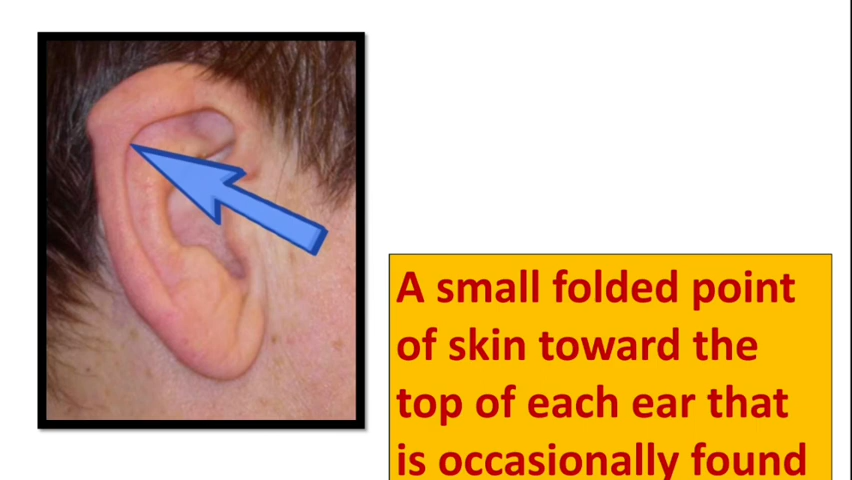 A small folded point
of skin toward the
top of each ear that
is occasionally found